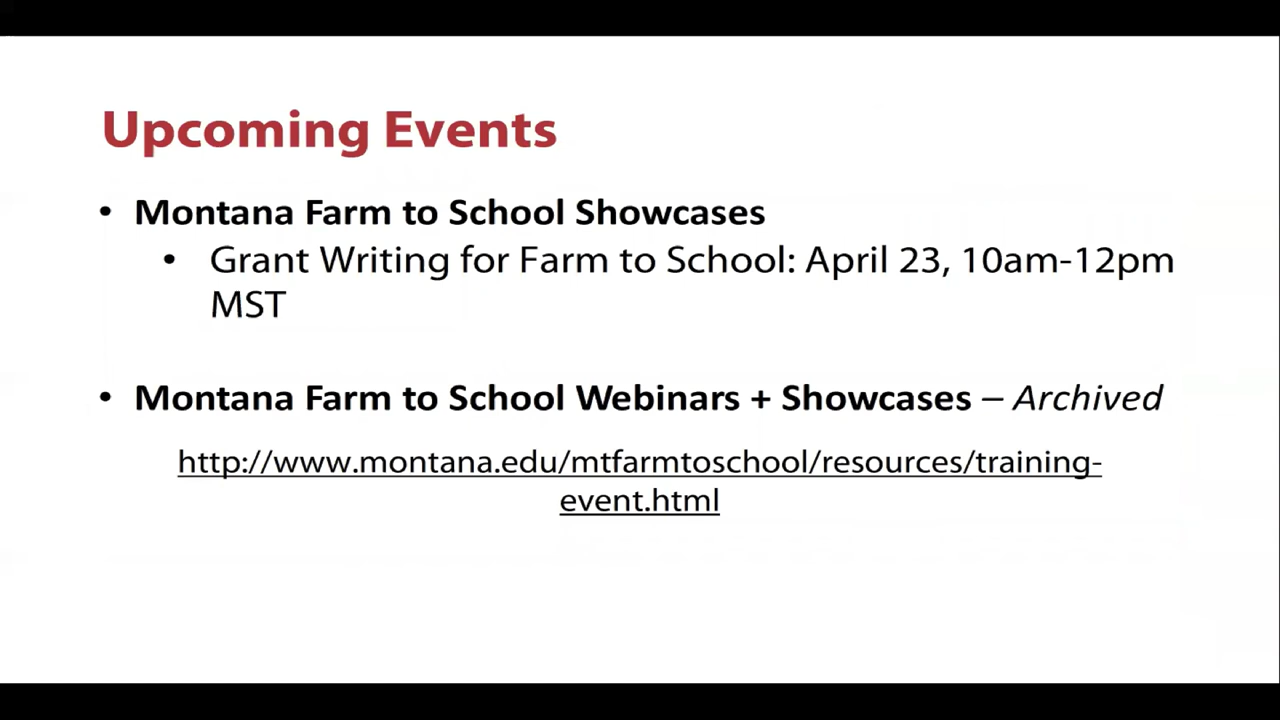 Upcoming Events
• Montana Farm to School Showcases
• Grant Writing for Farm to School: April 23, 10am-12pm
MST
• Montana Farm to School Webinars + Showcases – Archived
http://www.montana.edu/mtfarmtoschool/resources/training-
event.html